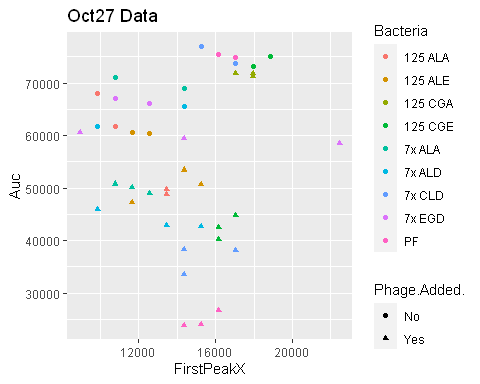 Oct27 Data
Auc
70000
60000
50000
40000
30000
12000 16000 20000
FirstPeakX
Bacteria
125 ALA
125 ALE
125 CGA
125 CGE
7x ALA
7x ALD
7x CLD
7x EGD
PF
Phage.Added.
No
Yes